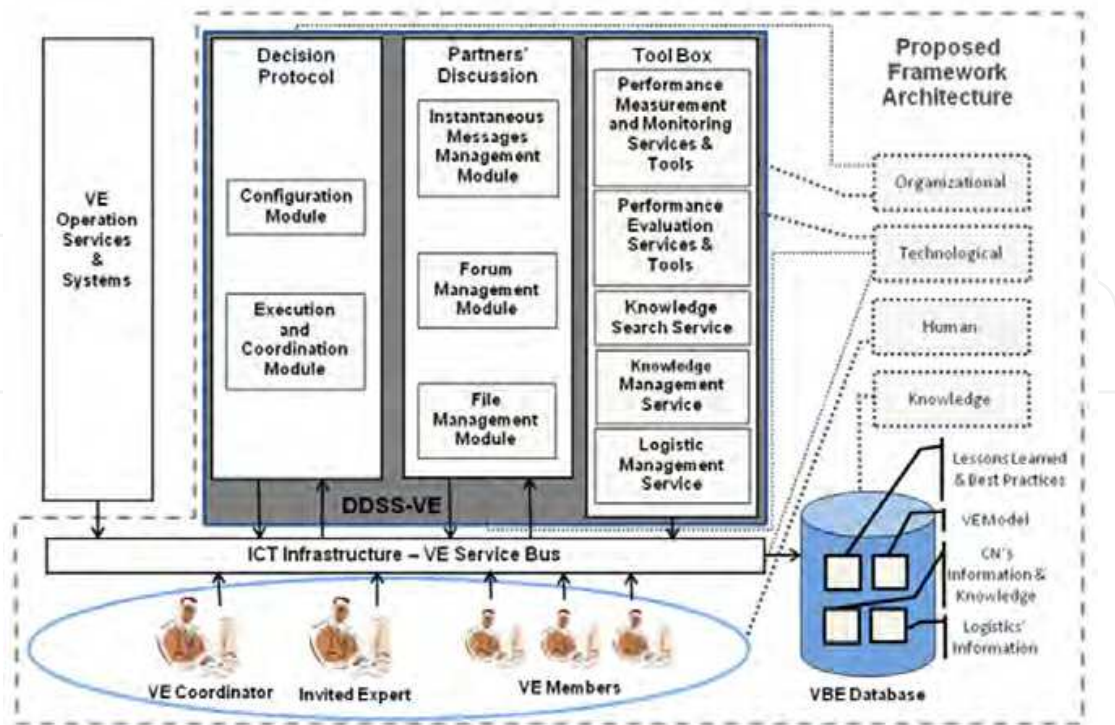 VE
Operation
Services
&
Systems
Decision
Protocol
Configuration
Module
Execution
and
Coordination
Module
Partners'
Discussion
Instantaneous
Messages
Management
Module
Forum
Management
Module
File
Management
Module
Tool Box
Performance
Measurement
and Monitoring
Services &
Tools
Performance
Evaluation
Services &
Tools
Knowledge
Search Service
Knowledge
Management
Service
Logistic
Management
Service
DDSS-VE
Proposed
Framework
Architecture
Organizational
Technological
Human
Knowledge
Lessons Learned
& Best Practices
VE Model
CN's
Information &
Knowledge
Logistics'
Information
VBE Database
ICT Infrastructure – VE Service Bus
VE Coordinator
Invited Expert
VE Members